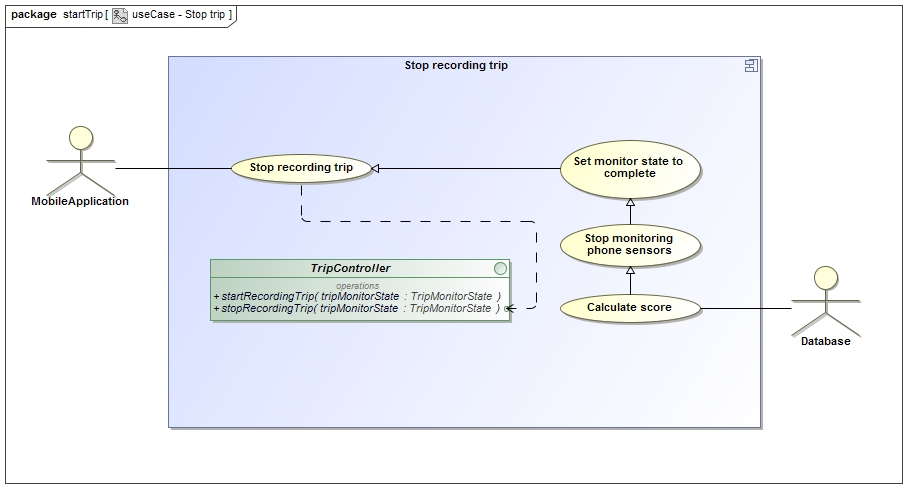 package startTrip [ useCase - Stop trip ]
Stop recording trip
Stop recording trip
Set monitor state to
complete
MobileApplication
Stop monitoring
phone sensors
TripController
operations
+ startRecordingTrip( tripMonitorState : TripMonitorState )
+ stopRecordingTrip( tripMonitorState : TripMonitorState )
Calculate score
Database